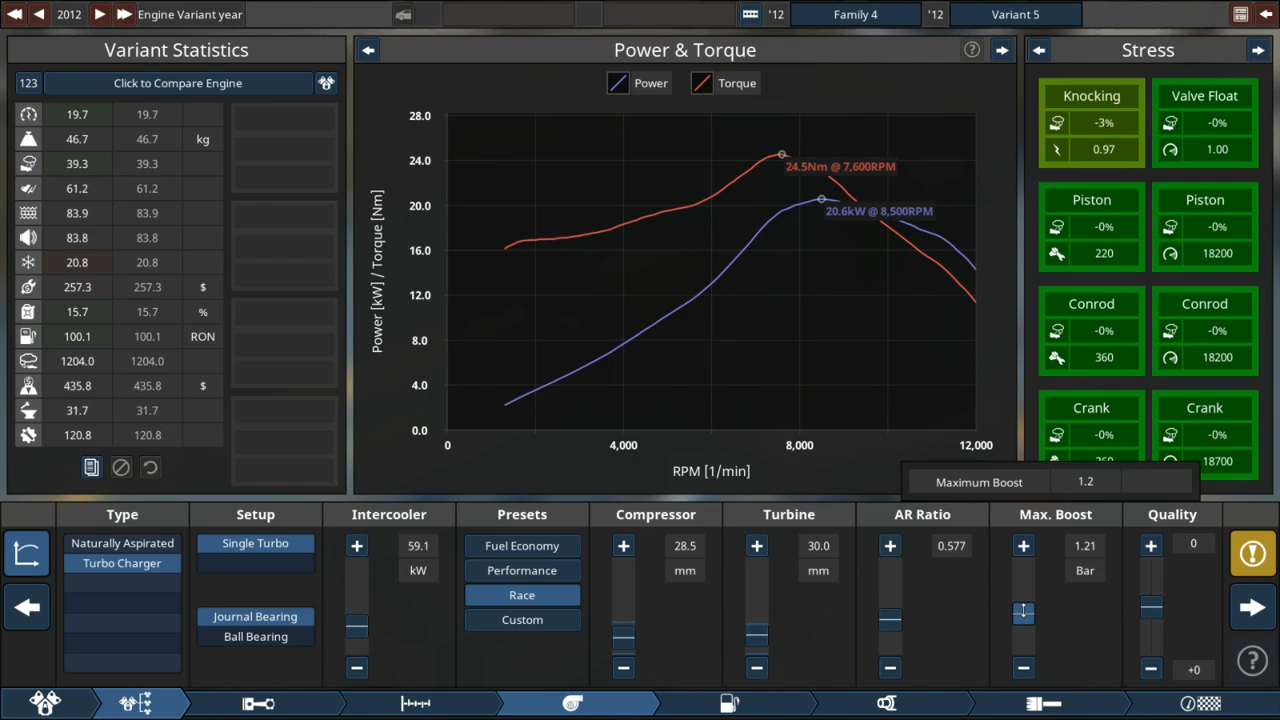 2012 Engine Variant year '12 Family 4 '12 Variant 5
Variant Statistics
123 Click to Compare Engine
19.7 19.7
46.7 46.7 kg
39.3 39.3
61.2 61.2
83.9 83.9
83.8 83.8
20.8 20.8
257.3 257.3 $
15.7 15.7 %
100.1 100.1 RON
1204.0 1204.0
435.8 435.8 $
31.7 31.7
120.8 120.8
Power & Torque ?
Power Torque
28.0
24.0
20.0
16.0
12.0
8.0
4.0
0.0
Power [kW] / Torque [Nm]
24.5Nm @ 7,600RPM
20.6kW @ 8,500RPM
0 4,000 8,000 12,000
RPM [1/min]
Stress
Knocking Valve Float
-3% -0%
0.97 1.00
Piston Piston
-0% -0%
220 18200
Conrod Conrod
-0% -0%
360 18200
Crank Crank
-0% -0%
18700
Maximum Boost 1.2
Type Setup Intercooler Presets Compressor Turbine AR Ratio Max. Boost Quality
Naturally Aspirated
Turbo Charger
Single Turbo
Journal Bearing
Ball Bearing
59.1
kW
Fuel Economy
Performance
Race
Custom
28.5
mm
30.0
mm
0.577
1.21
Bar
0
+0
?